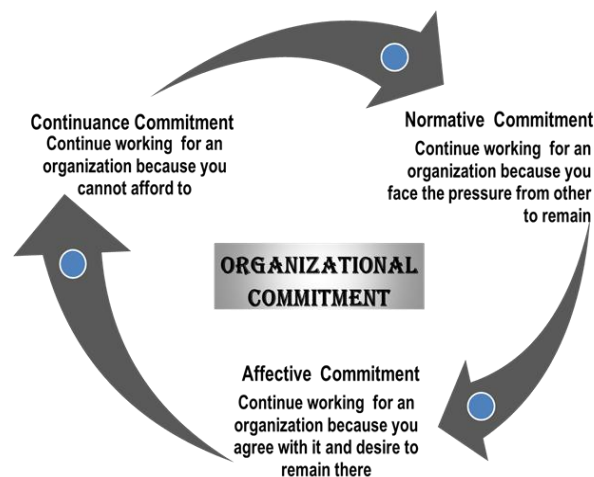 Continuance Commitment
Continue working for an
organization because you
cannot afford to
Normative Commitment
Continue working for an
organization because you
face the pressure from other
to remain
ORGANIZATIONAL
COMMITMENT
Affective Commitment
Continue working for an
organization because you
agree with it and desire to
remain there